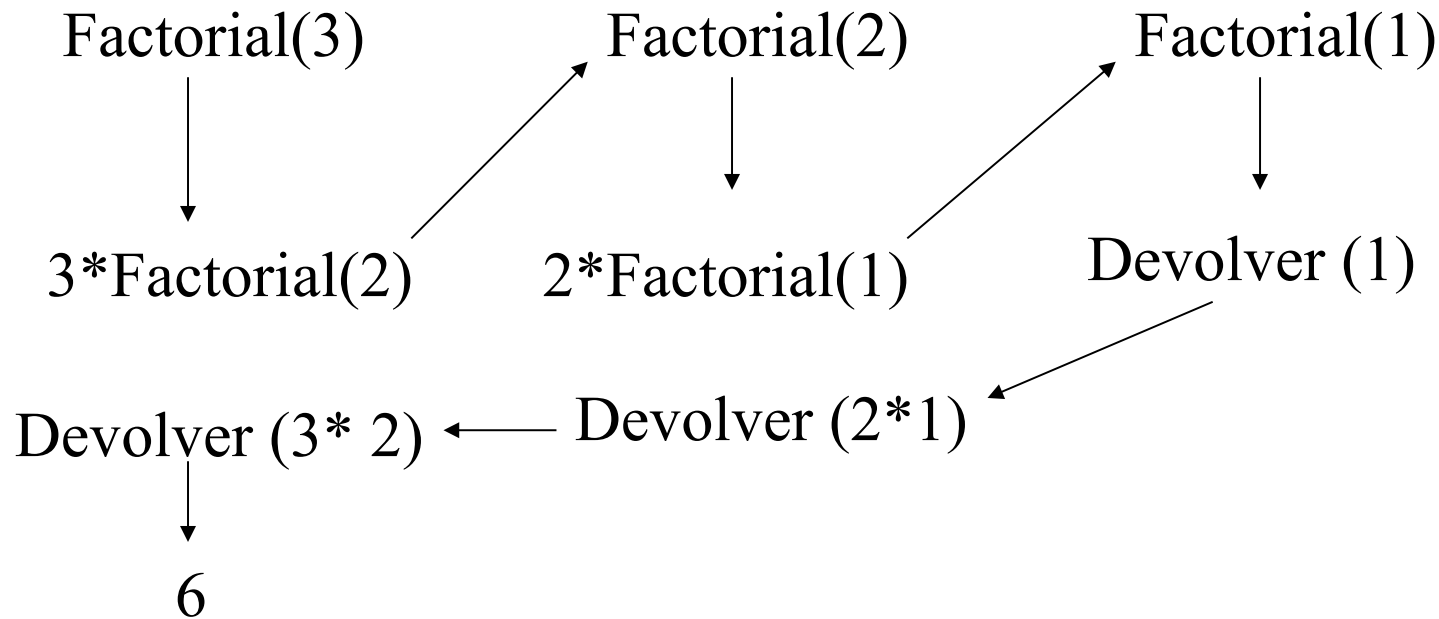 Factorial(3) Factorial(2) Factorial(1)
3*Factorial(2) 2*Factorial(1) Devolver (1)
Devolver (3* 2) Devolver (2*1)
6